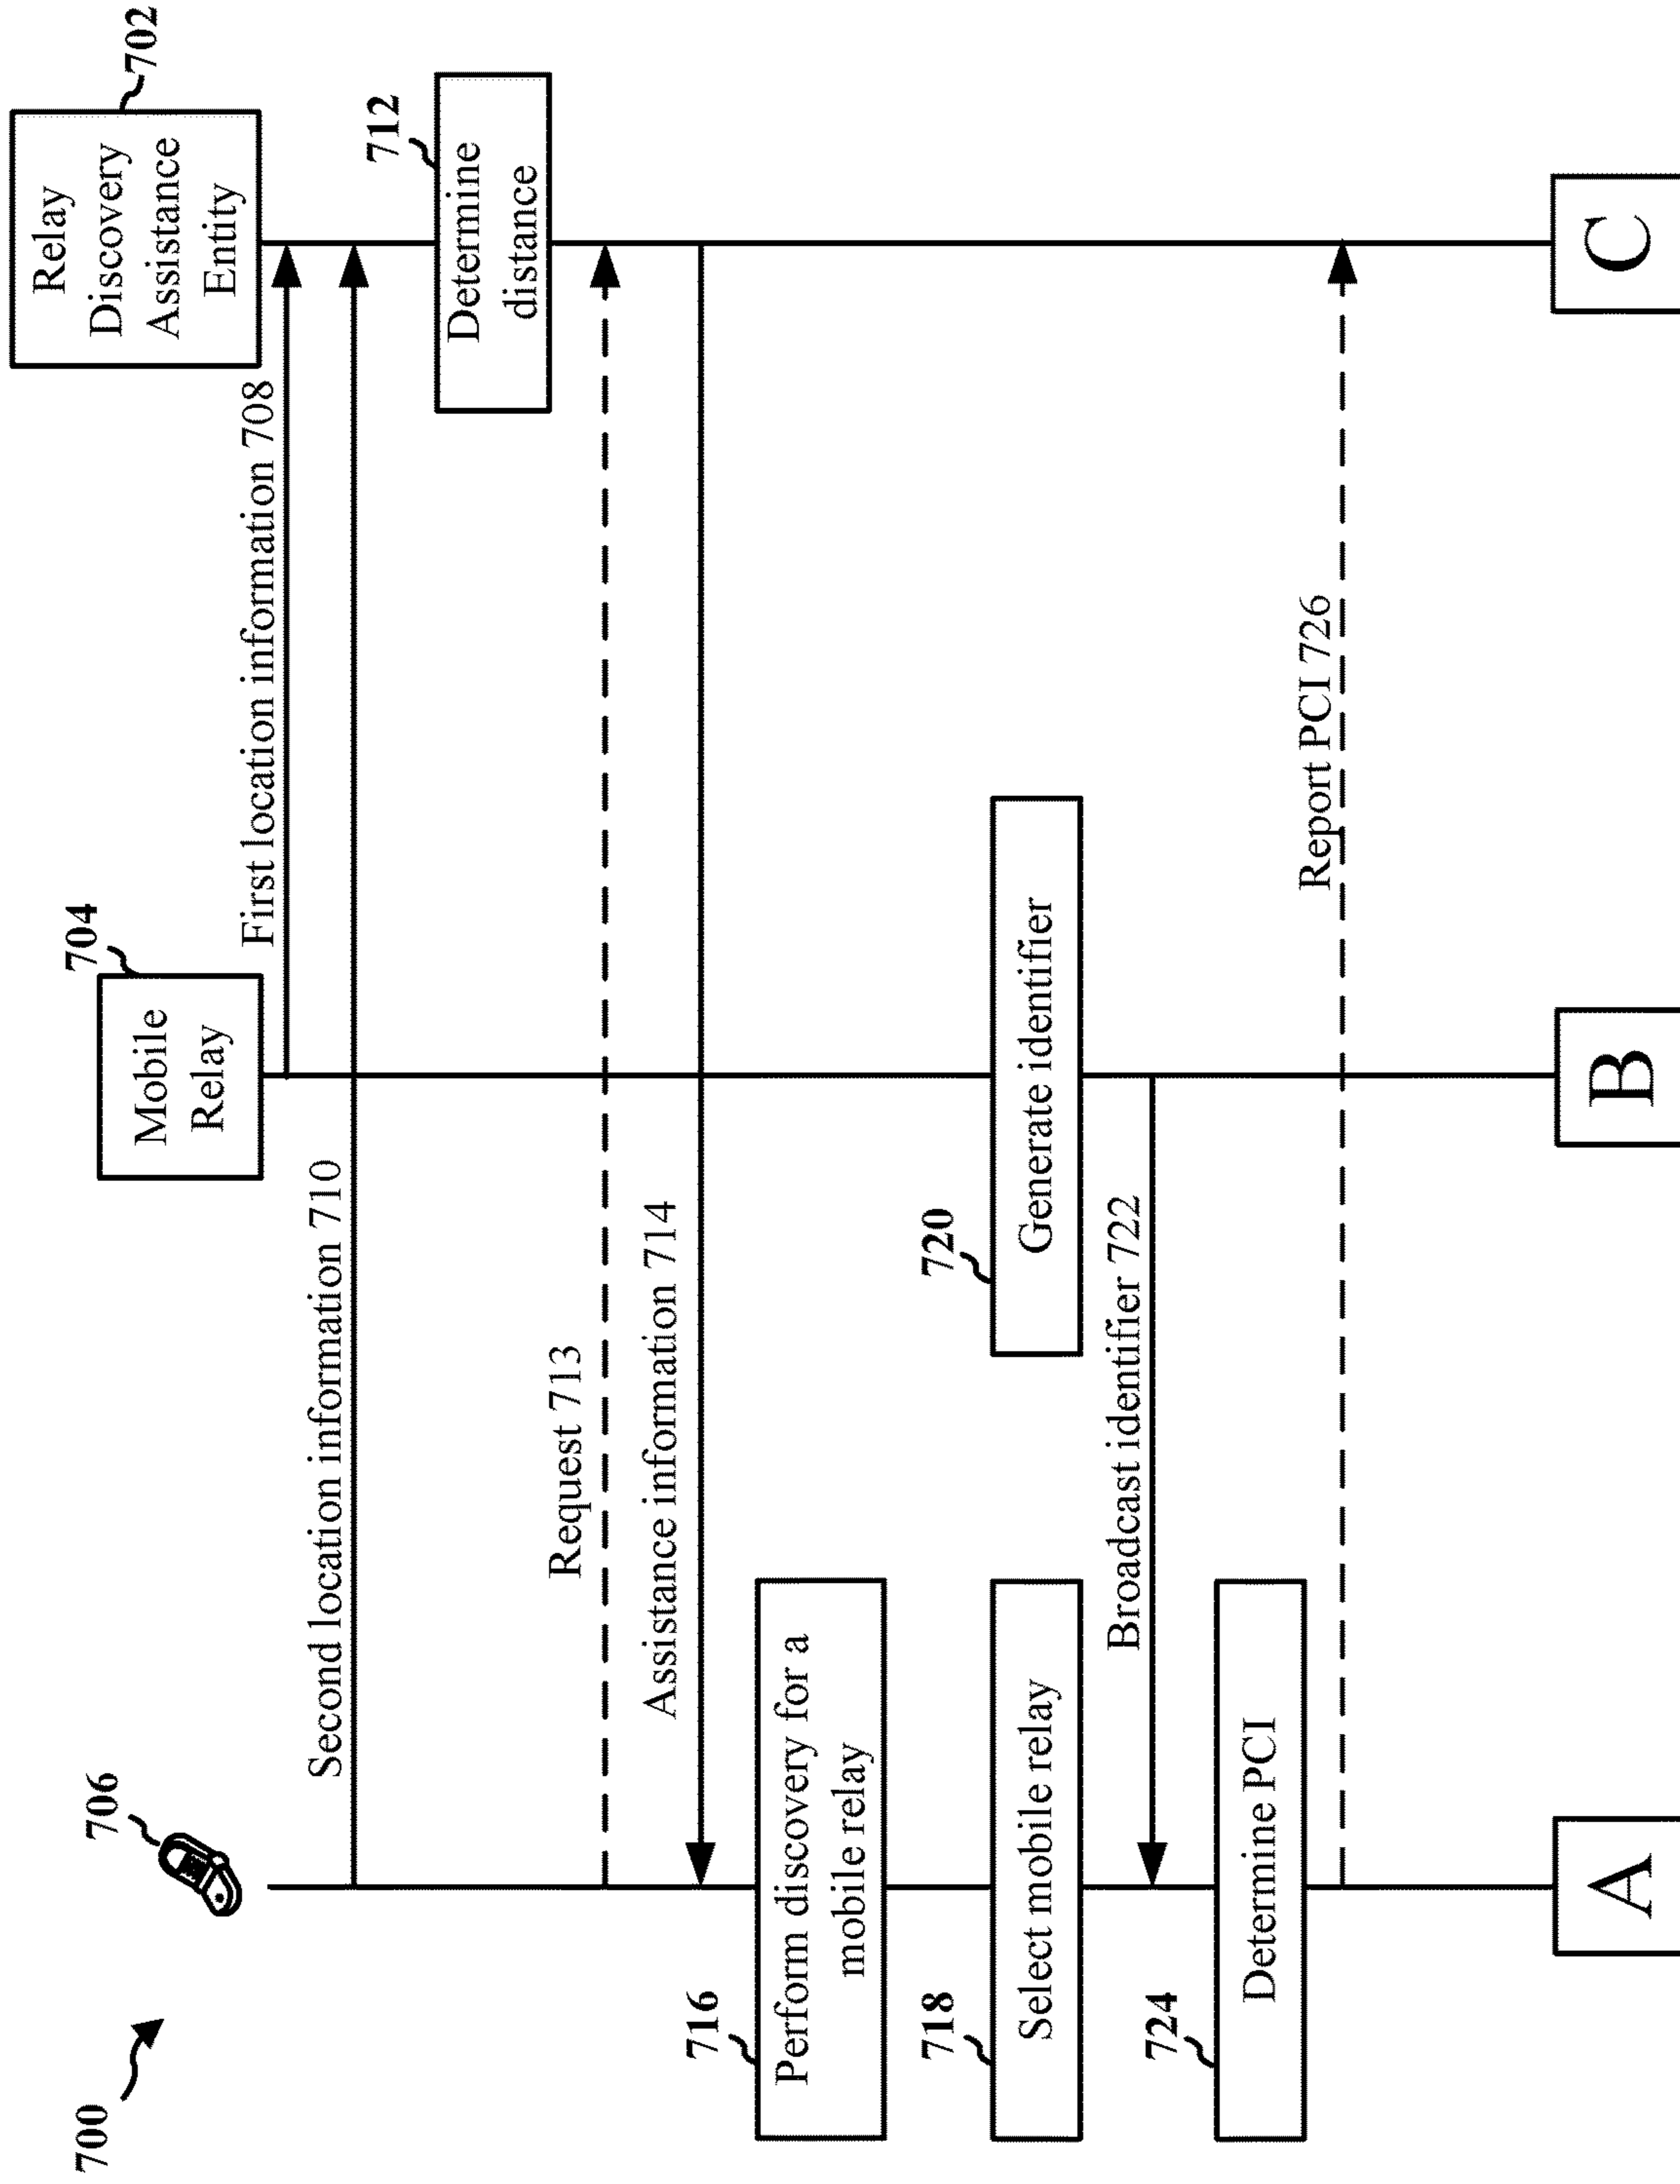 700
706
704
Mobile
Relay
702
Relay
Discovery
Assistance
Entity
First location information 708
Second location information 710
712
Determine
distance
Request 713
Assistance information 714
716
Perform discovery for a
mobile relay
718
Select mobile relay
720
Generate identifier
Broadcast identifier 722
724
Determine PCI
Report PCI 726
A
B
C